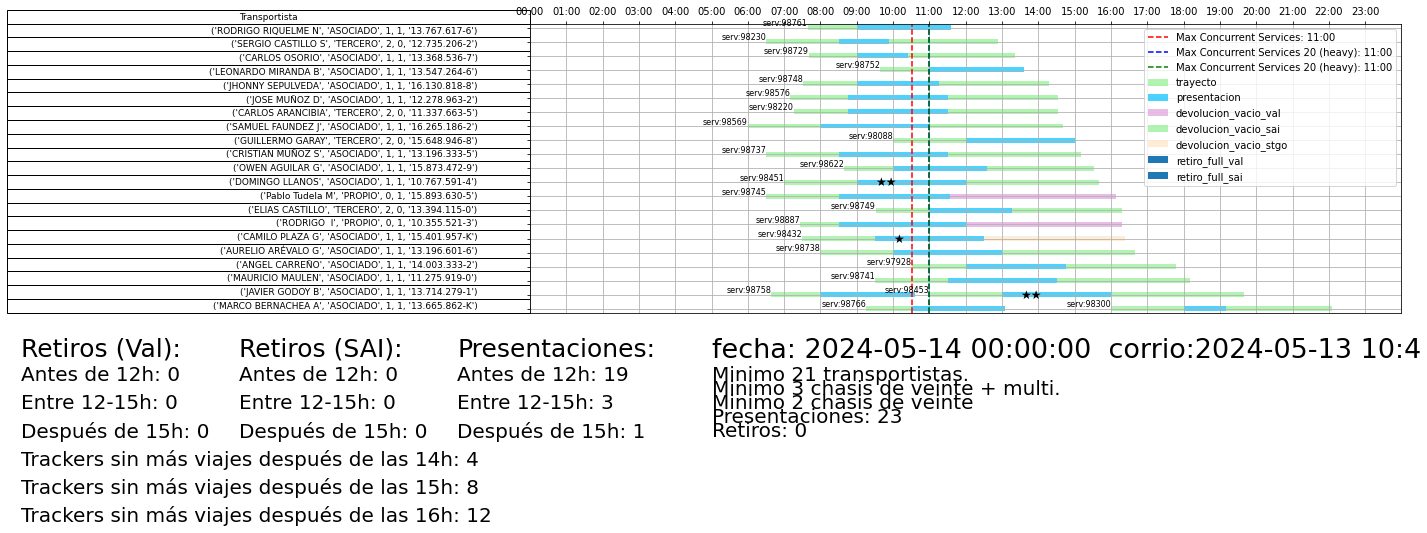 Transportista
00:00 01:00 02:00 03:00 04:00 05:00 06:00 07:00 08:00 09:00 10:00 11:00 12:00 13:00 14:00 15:00 16:00 17:00 18:00 19:00 20:00 21:00 22:00 23:00
('RODRIGO RIQUELME N', 'ASOCIADO', 1, 1, '13.767.617-6') serv:98761
('SERGIO CASTILLO S', 'TERCERO', 2, 0, '12.735.206-2') serv:98230
('CARLOS OSORIO', 'ASOCIADO', 1, 1, '13.368.536-7') serv:98729
('LEONARDO MIRANDA B', 'ASOCIADO', 1, 1, '13.547.264-6') serv:98752
('JHONNY SEPULVEDA', 'ASOCIADO', 1, 1, '16.130.818-8') serv:98748
('JOSE MUÑOZ D', 'ASOCIADO', 1, 1, '12.278.963-2') serv:98576
('CARLOS ARANCIBIA', 'TERCERO', 2, 0, '11.337.663-5') serv:98220
('SAMUEL FAUNDEZ J', 'ASOCIADO', 1, 1, '16.265.186-2') serv:98569
('GUILLERMO GARAY', 'TERCERO', 2, 0, '15.648.946-8') serv:98088
('CRISTIAN MUÑOZ S', 'ASOCIADO', 1, 1, '13.196.333-5') serv:98737
('OWEN AGUILAR G', 'ASOCIADO', 1, 1, '15.873.472-9') serv:98622
('DOMINGO LLANOS', 'ASOCIADO', 1, 1, '10.767.591-4') serv:98451
('Pablo Tudela M', 'PROPIO', 0, 1, '15.893.630-5') serv:98745
('ELIAS CASTILLO', 'TERCERO', 2, 0, '13.394.115-0') serv:98749
('RODRIGO  I', 'PROPIO', 0, 1, '10.355.521-3') serv:98887
('CAMILO PLAZA G', 'ASOCIADO', 1, 1, '15.401.957-K') serv:98432
('AURELIO ARÉVALO G', 'ASOCIADO', 1, 1, '13.196.601-6') serv:98738
('ANGEL CARREÑO', 'ASOCIADO', 1, 1, '14.003.333-2') serv:97928
('MAURICIO MAULEN', 'ASOCIADO', 1, 1, '11.275.919-0') serv:98741
('JAVIER GODOY B', 'ASOCIADO', 1, 1, '13.714.279-1') serv:98758 serv:98453
('MARCO BERNACHEA A', 'ASOCIADO', 1, 1, '13.665.862-K') serv:98766 serv:98300
Max Concurrent Services: 11:00
Max Concurrent Services 20 (heavy): 11:00
Max Concurrent Services 20 (heavy): 11:00
trayecto
presentacion
devolucion_vacio_val
devolucion_vacio_sai
devolucion_vacio_stgo
retiro_full_val
retiro_full_sai
Retiros (Val):
Antes de 12h: 0
Entre 12-15h: 0
Después de 15h: 0
Retiros (SAI):
Antes de 12h: 0
Entre 12-15h: 0
Después de 15h: 0
Presentaciones:
Antes de 12h: 19
Entre 12-15h: 3
Después de 15h: 1
Trackers sin más viajes después de las 14h: 4
Trackers sin más viajes después de las 15h: 8
Trackers sin más viajes después de las 16h: 12
fecha: 2024-05-14 00:00:00  corrio:2024-05-13 10:4
Minimo 21 transportistas.
Minimo 3 chasis de veinte + multi.
Minimo 2 chasis de veinte
Presentaciones: 23
Retiros: 0